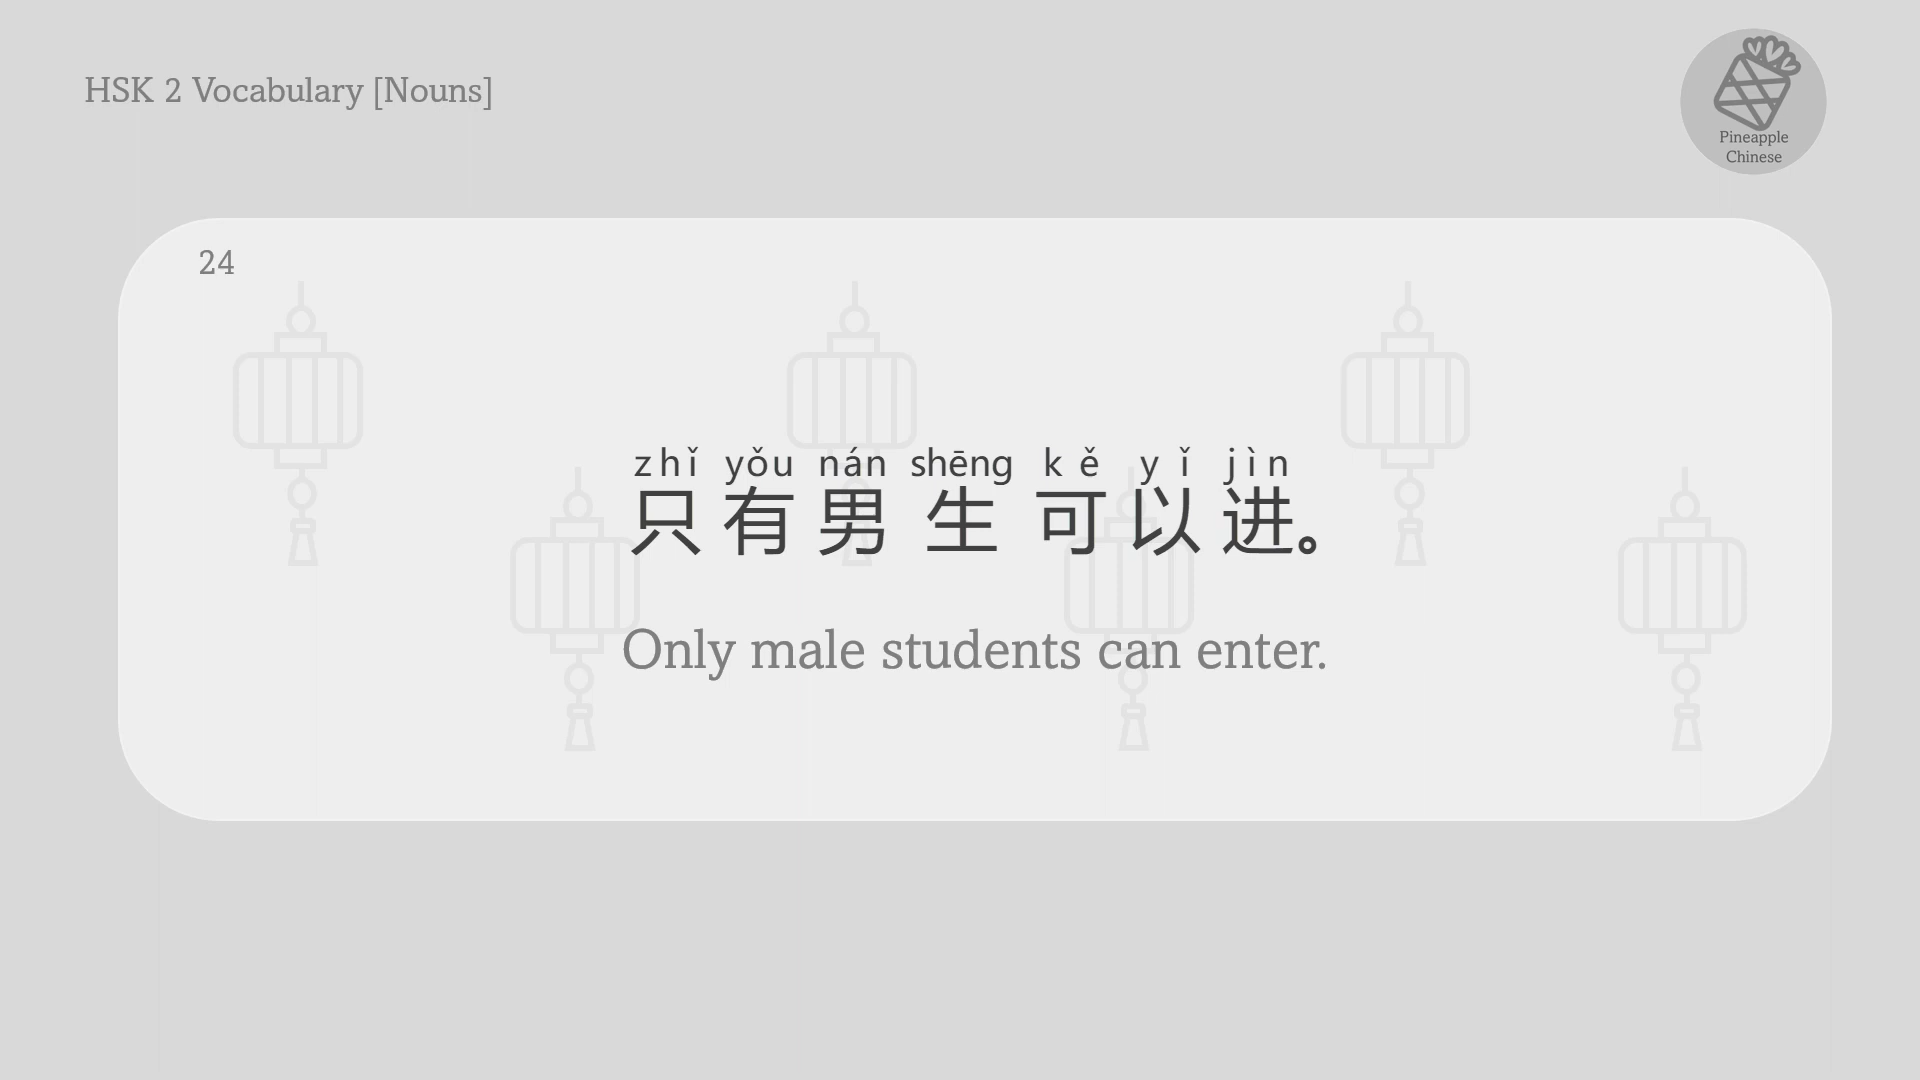 HSK 2 Vocabulary [Nouns]
Pineapple
Chinese
24
zhǐ yǒu nán shēng kě yǐ jìn
只有男生可以进。
Only male students can enter.